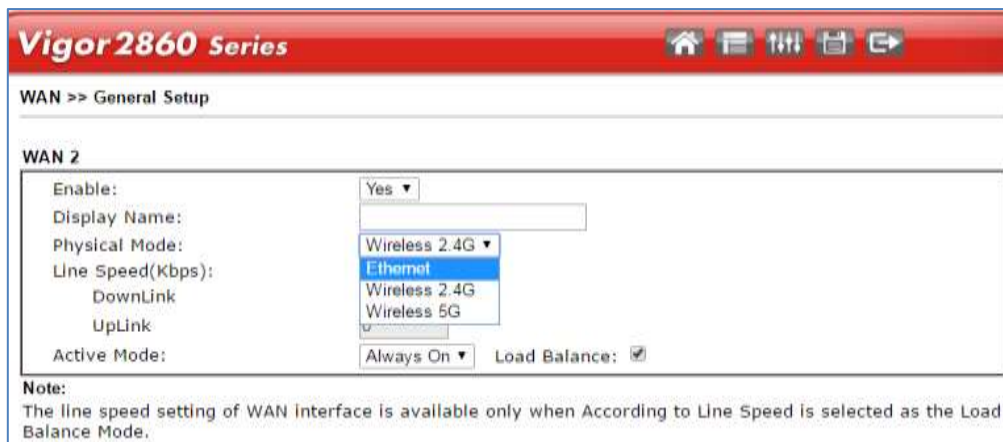 Vigor2860 Series
WAN >> General Setup
WAN 2
Enable: Yes
Display Name:
Physical Mode: Wireless 2.4G
Ethernet
Line Speed(Kbps):
Wireless 2.4G
DownLink
Wireless 5G
UpLink 0
Active Mode: Always On Load Balance:
Note:
The line speed setting of WAN interface is available only when According to Line Speed is selected as the Load
Balance Mode.